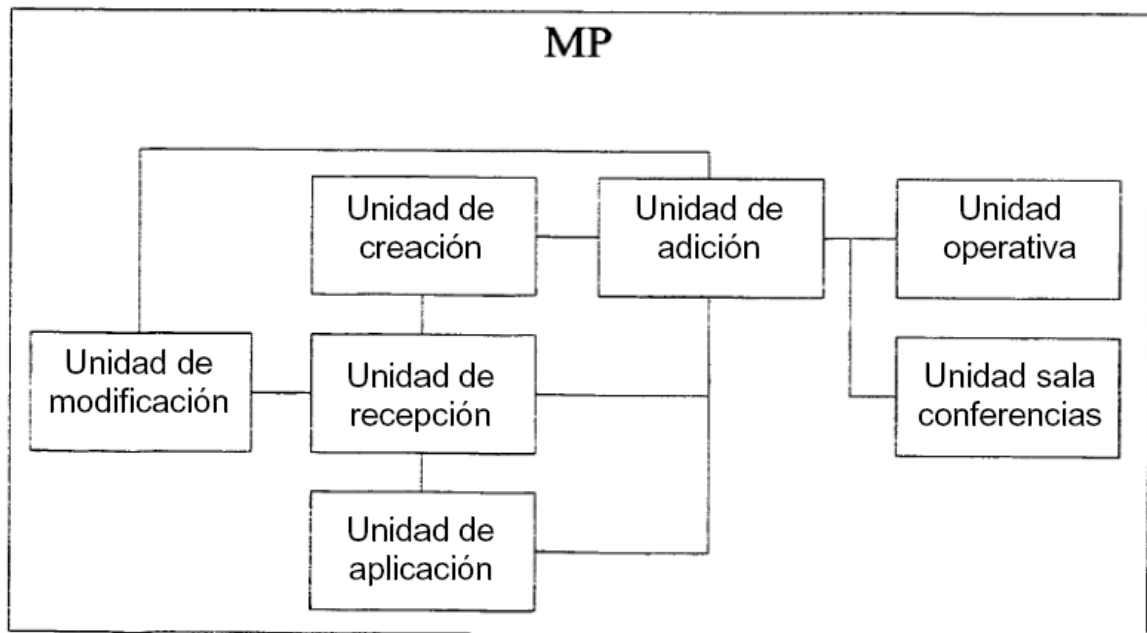 MP
Unidad de
creación
Unidad de
adición
Unidad
operativa
Unidad de
modificación
Unidad de
recepción
Unidad sala
conferencias
Unidad de
aplicación